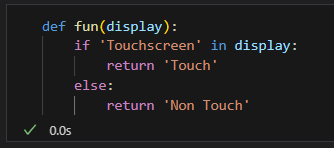 def fun(display):
    if 'Touchscreen' in display:
        return 'Touch'
    else:
        return 'Non Touch'
0.0s